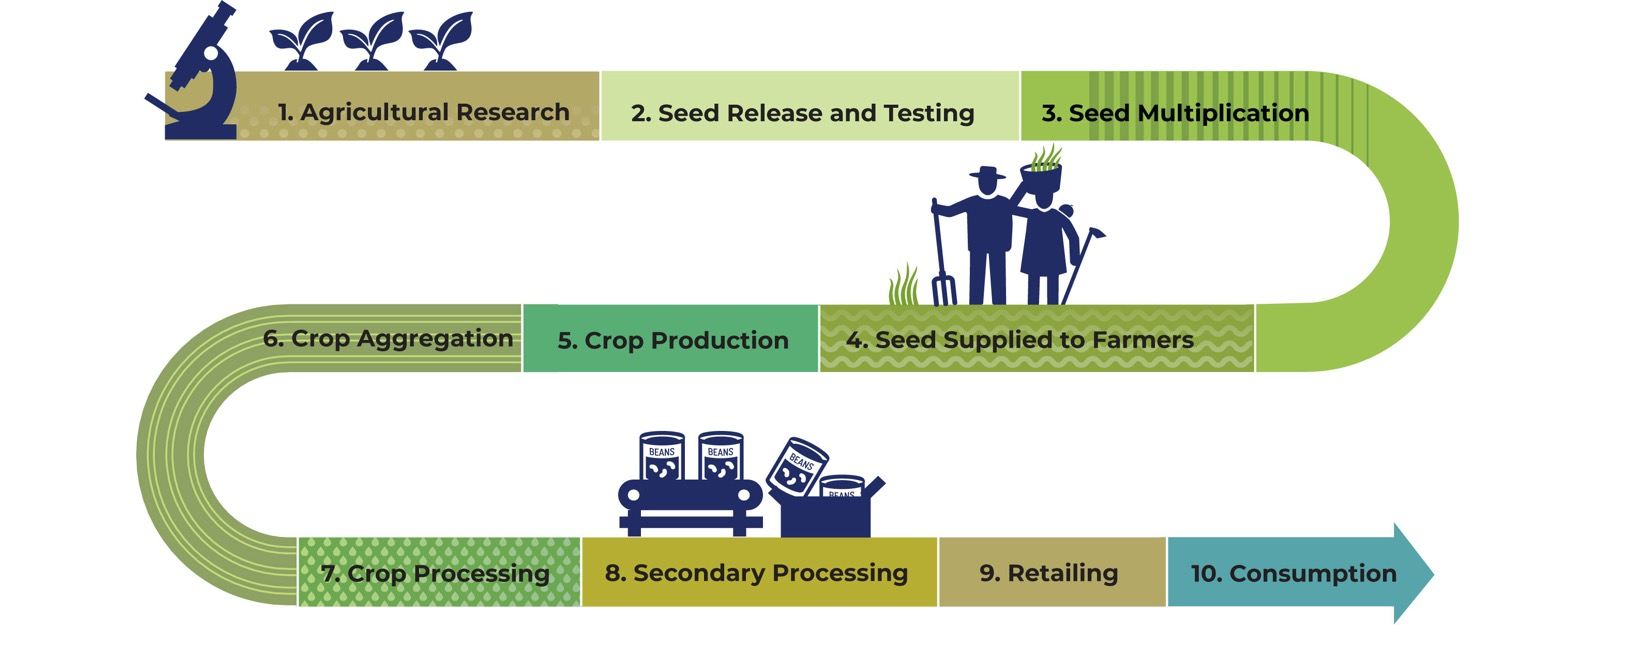 1. Agricultural Research
2. Seed Release and Testing
3. Seed Multiplication
4. Seed Supplied to Farmers
5. Crop Production
6. Crop Aggregation
BEANS
BEANS
BEANS
BEANS
7. Crop Processing
8. Secondary Processing
9. Retailing
10. Consumption